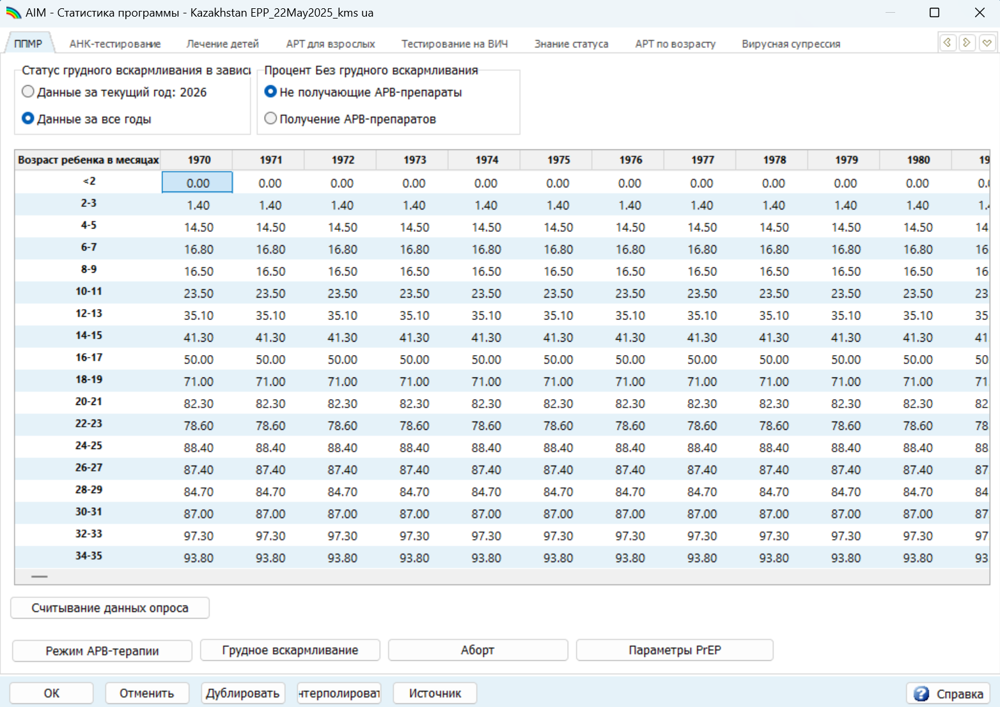 AIM - Статистика программы - Kazakhstan EPP_22May2025_kms ua
ППМР АНК-тестирование Лечение детей АРТ для взрослых Тестирование на ВИЧ Знание статуса АРТ по возрасту Вирусная супрессия
Статус грудного вскармливания в зависи
Данные за текущий год: 2026
Данные за все годы
Процент Без грудного вскармливания
Не получающие АРВ-препараты
Получение АРВ-препаратов
Возраст ребенка в месяцах 1970 1971 1972 1973 1974 1975 1976 1977 1978 1979 1980 19
<2 0.00 0.00 0.00 0.00 0.00 0.00 0.00 0.00 0.00 0.00 0.00 0.0
2-3 1.40 1.40 1.40 1.40 1.40 1.40 1.40 1.40 1.40 1.40 1.40 1.4
4-5 14.50 14.50 14.50 14.50 14.50 14.50 14.50 14.50 14.50 14.50 14.50 14
6-7 16.80 16.80 16.80 16.80 16.80 16.80 16.80 16.80 16.80 16.80 16.80 16
8-9 16.50 16.50 16.50 16.50 16.50 16.50 16.50 16.50 16.50 16.50 16.50 16
10-11 23.50 23.50 23.50 23.50 23.50 23.50 23.50 23.50 23.50 23.50 23.50 23
12-13 35.10 35.10 35.10 35.10 35.10 35.10 35.10 35.10 35.10 35.10 35.10 35
14-15 41.30 41.30 41.30 41.30 41.30 41.30 41.30 41.30 41.30 41.30 41.30 41
16-17 50.00 50.00 50.00 50.00 50.00 50.00 50.00 50.00 50.00 50.00 50.00 50
18-19 71.00 71.00 71.00 71.00 71.00 71.00 71.00 71.00 71.00 71.00 71.00 71
20-21 82.30 82.30 82.30 82.30 82.30 82.30 82.30 82.30 82.30 82.30 82.30 82
22-23 78.60 78.60 78.60 78.60 78.60 78.60 78.60 78.60 78.60 78.60 78.60 78
24-25 88.40 88.40 88.40 88.40 88.40 88.40 88.40 88.40 88.40 88.40 88.40 88
26-27 87.40 87.40 87.40 87.40 87.40 87.40 87.40 87.40 87.40 87.40 87.40 87
28-29 84.70 84.70 84.70 84.70 84.70 84.70 84.70 84.70 84.70 84.70 84.70 84
30-31 87.00 87.00 87.00 87.00 87.00 87.00 87.00 87.00 87.00 87.00 87.00 87
32-33 97.30 97.30 97.30 97.30 97.30 97.30 97.30 97.30 97.30 97.30 97.30 97
34-35 93.80 93.80 93.80 93.80 93.80 93.80 93.80 93.80 93.80 93.80 93.80 93
Считывание данных опроса
Режим АРВ-терапии Грудное вскармливание Аборт Параметры PrEP
ОК Отменить Дублировать нтерполироват Источник Справка